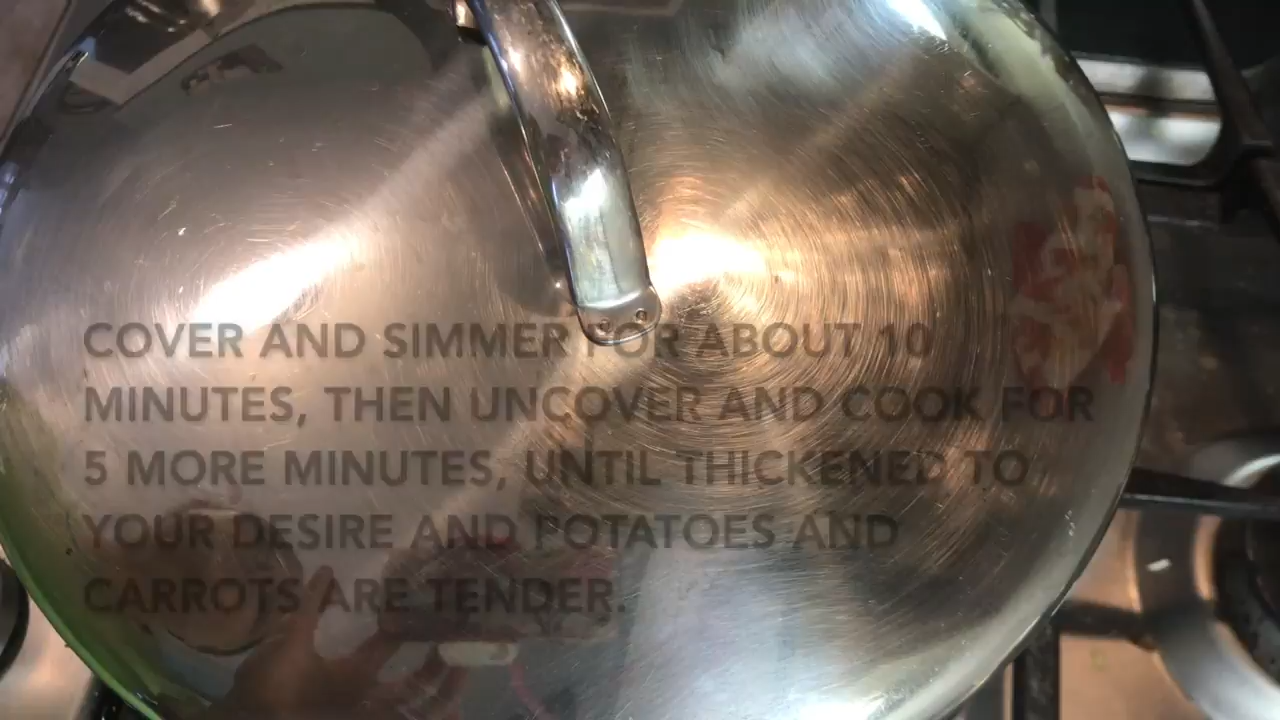 COVER AND SIMMER FOR ABOUT 10
MINUTES, THEN UNCOVER AND COOK FOR
5 MORE MINUTES, UNTIL THICKENED TO
YOUR DESIRE AND POTATOES AND
CARROTS ARE TENDER.